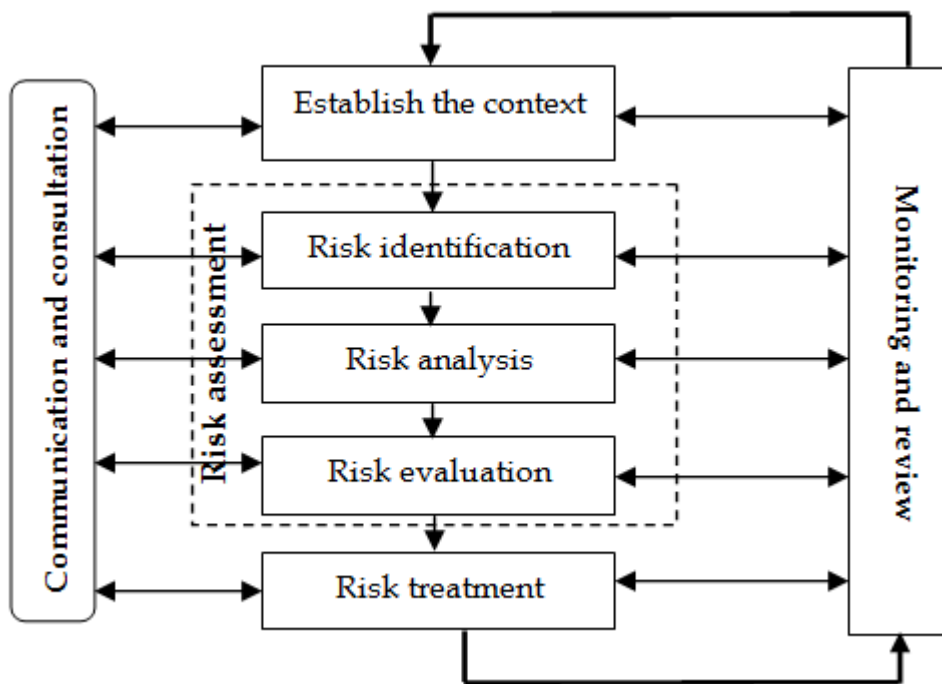 Communication and consultation
Establish the context
Risk assessment
Risk identification
Risk analysis
Risk evaluation
Risk treatment
Monitoring and review